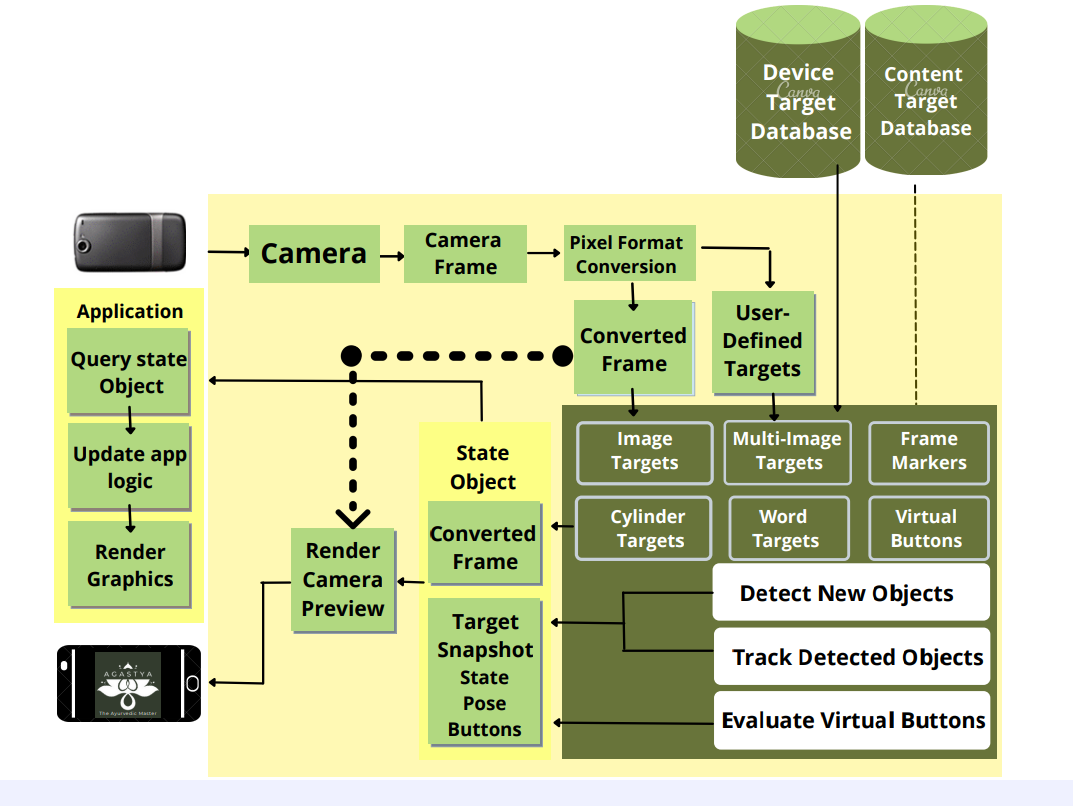 Device
Target
Database
Canva
Content
Target
Database
Canva
Camera
Camera
Frame
Pixel Format
Conversion
Converted
Frame
User-
Defined
Targets
Application
Query state
Object
Update app
logic
Render
Graphics
State
Object
Converted
Frame
Target
Snapshot
State
Pose
Buttons
Render
Camera
Preview
Image
Targets
Multi-Image
Targets
Frame
Markers
Cylinder
Targets
Word
Targets
Virtual
Buttons
Detect New Objects
Track Detected Objects
Evaluate Virtual Buttons
AGASTYA
The Ayurvedic Master